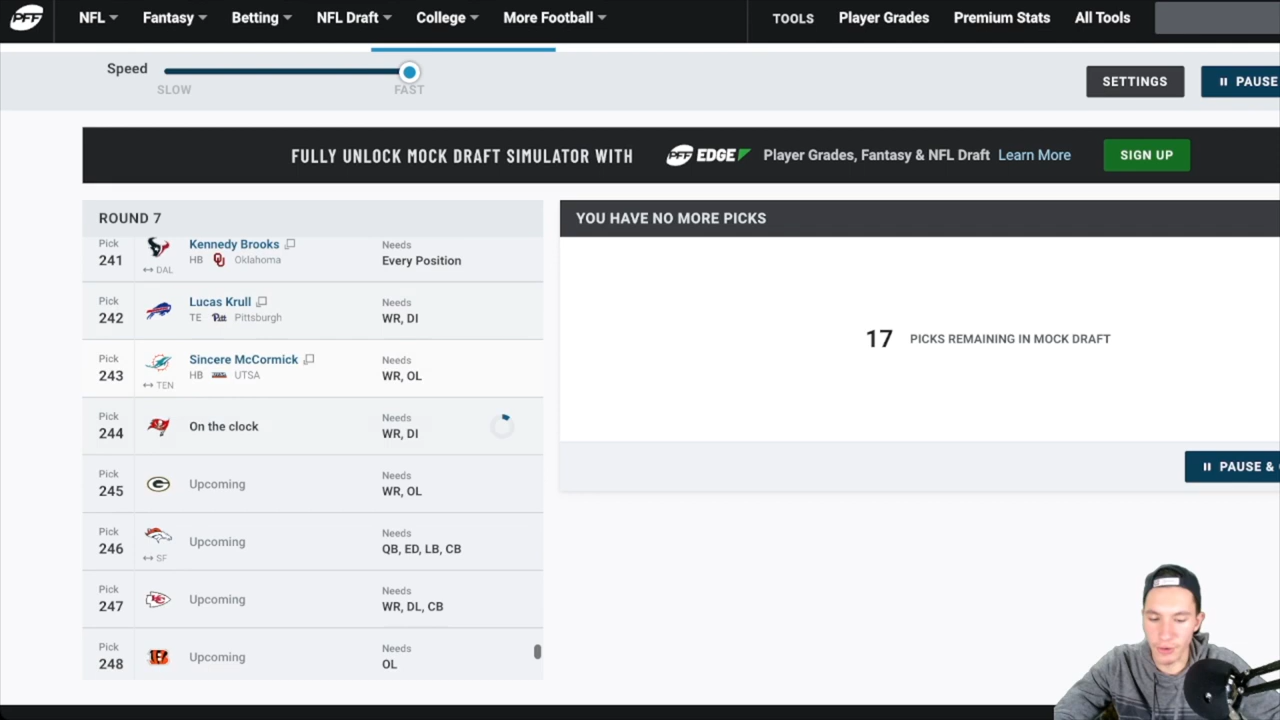 PFF
NFL
Fantasy
Betting
NFL Draft
College
More Football
TOOLS
Player Grades
Premium Stats
All Tools
Speed
SLOW
FAST
SETTINGS
PAUSE
FULLY UNLOCK MOCK DRAFT SIMULATOR WITH
PFF EDGE
Player Grades, Fantasy & NFL Draft Learn More
SIGN UP
ROUND 7
Pick
241
DAL
Kennedy Brooks
HB OU Oklahoma
Needs
Every Position
Pick
242
Lucas Krull
TE Pitt Pittsburgh
Needs
WR, DI
Pick
243
TEN
Sincere McCormick
HB UTSA
Needs
WR, OL
Pick
244
On the clock
Needs
WR, DI
Pick
245
G
Upcoming
Needs
WR, OL
Pick
246
SF
Upcoming
Needs
QB, ED, LB, CB
Pick
247
KC
Upcoming
Needs
WR, DL, CB
Pick
248
B
Upcoming
Needs
OL
YOU HAVE NO MORE PICKS
17 PICKS REMAINING IN MOCK DRAFT
PAUSE &